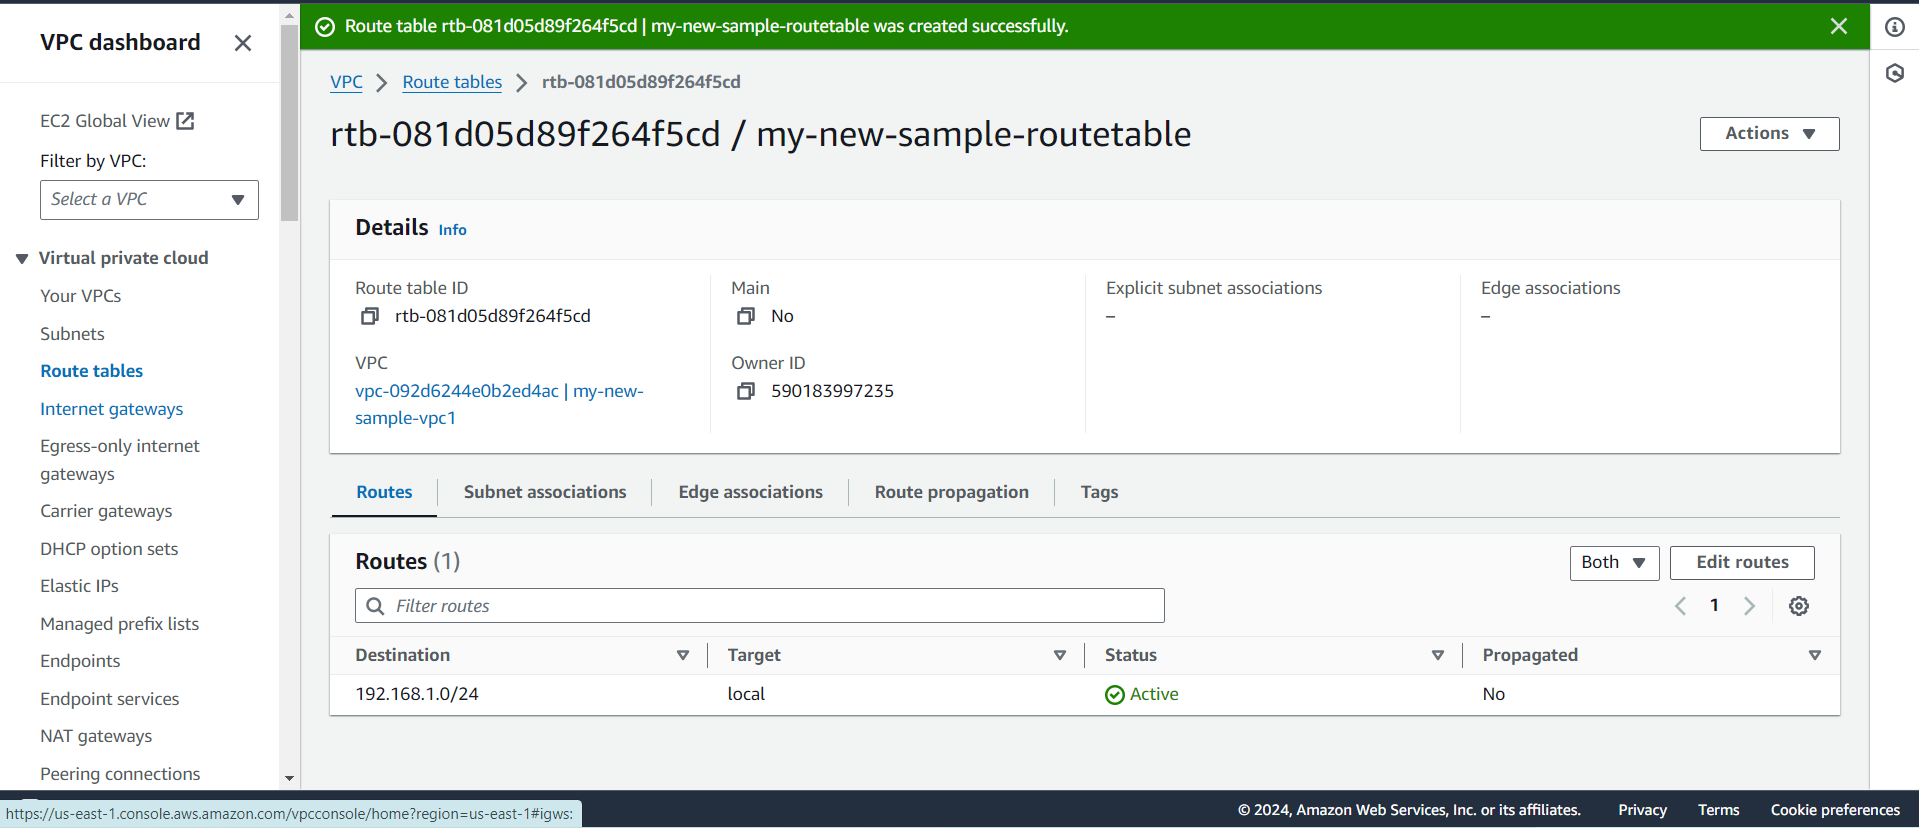 Route table rtb-081d05d89f264f5cd | my-new-sample-routetable was created successfully.
VPC dashboard
EC2 Global View
Filter by VPC:
Select a VPC
Virtual private cloud
Your VPCs
Subnets
Route tables
Internet gateways
Egress-only internet
gateways
Carrier gateways
DHCP option sets
Elastic IPs
Managed prefix lists
Endpoints
Endpoint services
NAT gateways
Peering connections
VPC
Route tables
rtb-081d05d89f264f5cd
rtb-081d05d89f264f5cd / my-new-sample-routetable
Actions
Details Info
Route table ID
rtb-081d05d89f264f5cd
Main
No
Explicit subnet associations
–
Edge associations
–
VPC
vpc-092d6244e0b2ed4ac | my-new-
sample-vpc1
Owner ID
590183997235
Routes
Subnet associations
Edge associations
Route propagation
Tags
Routes (1)
Both
Edit routes
Filter routes
1
Destination
Target
Status
Propagated
192.168.1.0/24
local
Active
No
https://us-east-1.console.aws.amazon.com/vpcconsole/home?region=us-east-1#igws:
© 2024, Amazon Web Services, Inc. or its affiliates.
Privacy
Terms
Cookie preferences